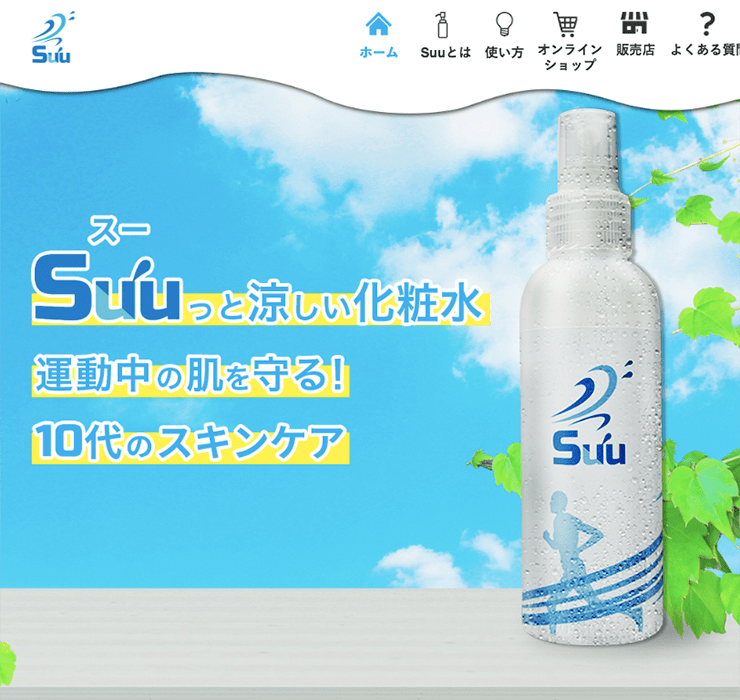 Suu
ホーム
Suuとは
使い方
オンライン
ショップ
販売店
よくある質問
スー
Suuっと涼しい化粧水
運動中の肌を守る!
10代のスキンケア
Suu